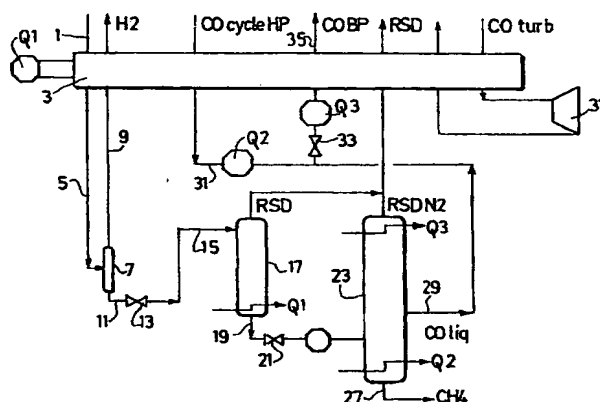 1
H2
CO cycle HP
35
CO BP
RSD
CO turb
Q1
3
37
Q3
33
9
Q2
31
5
RSD
RSD N2
15
Q3
7
17
23
29
11
13
Q1
CO liq
19
21
Q2
27
CH4